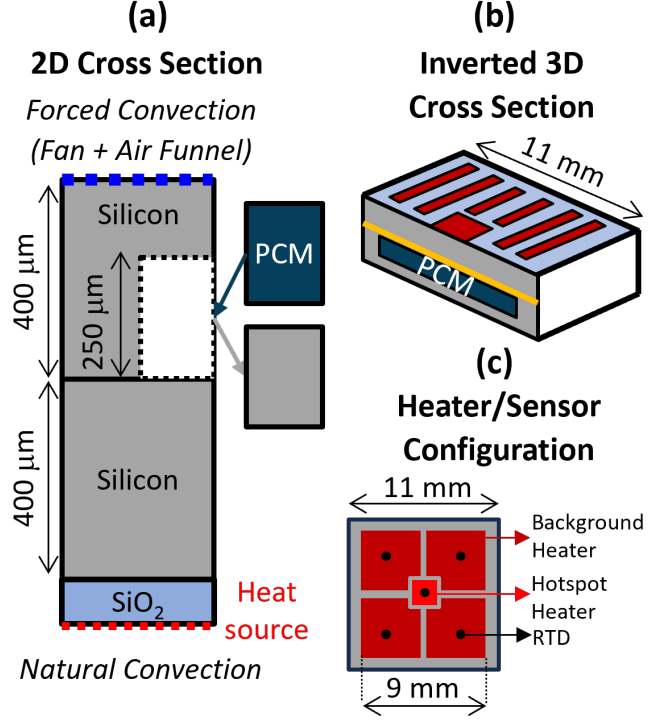 (a)
2D Cross Section
Forced Convection
(Fan + Air Funnel)
Silicon
400 μm
250 μm
PCM
Silicon
400 μm
SiO2
Heat
source
Natural Convection
(b)
Inverted 3D
Cross Section
11 mm
PCM
(c)
Heater/Sensor
Configuration
11 mm
Background
Heater
Hotspot
Heater
RTD
9 mm